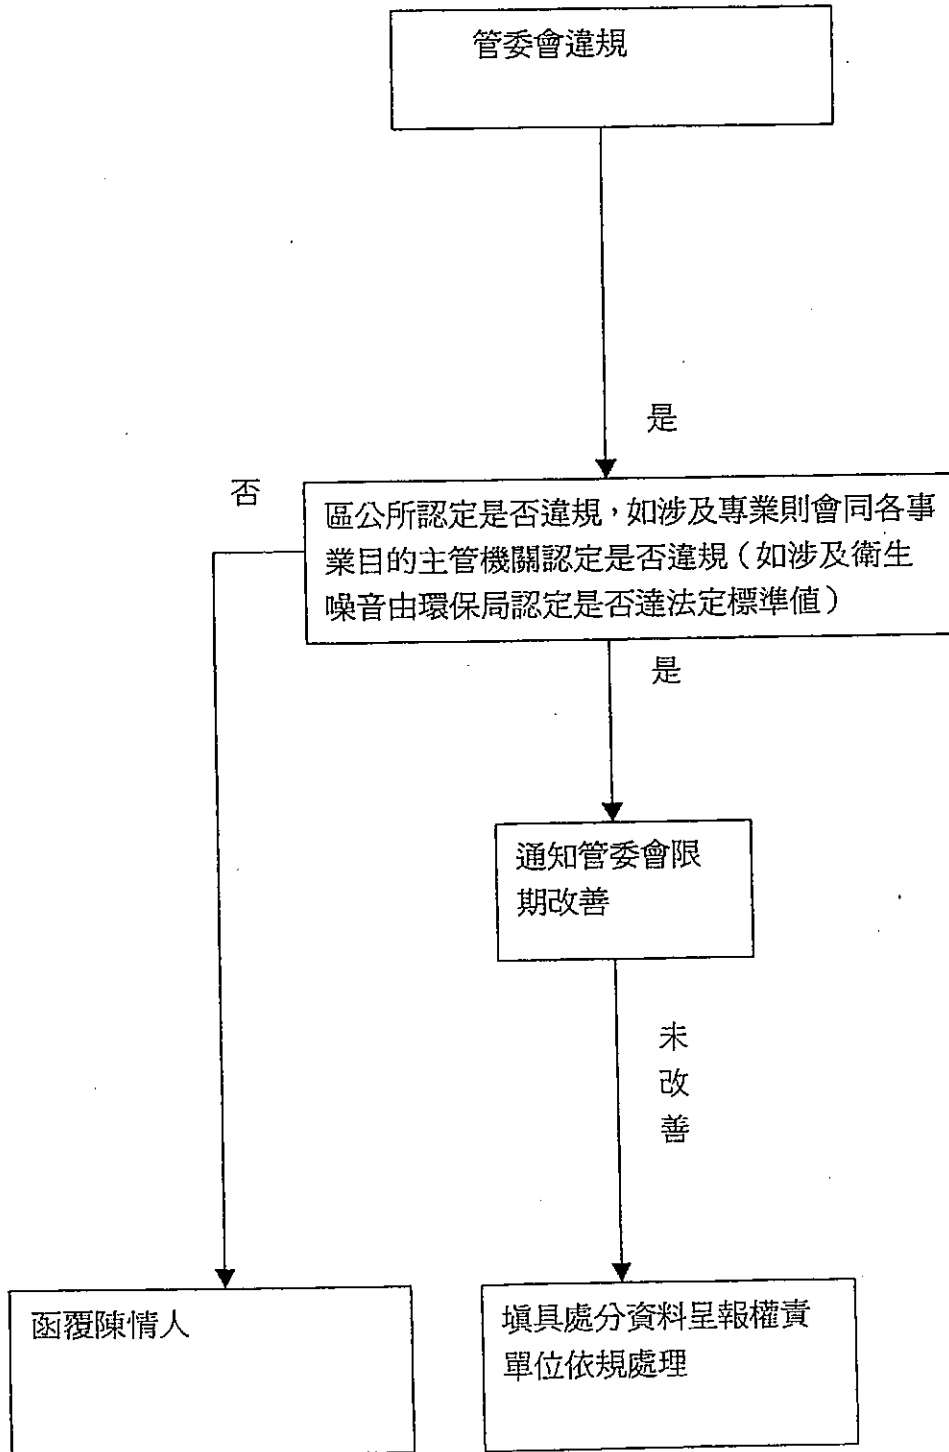 管委會違規
是
否
區公所認定是否違規，如涉及專業則會同各事
業目的主管機關認定是否違規（如涉及衛生
噪音由環保局認定是否達法定標準值）
是
通知管委會限
期改善
未
改
善
函覆陳情人
填具處分資料呈報權責
單位依規處理